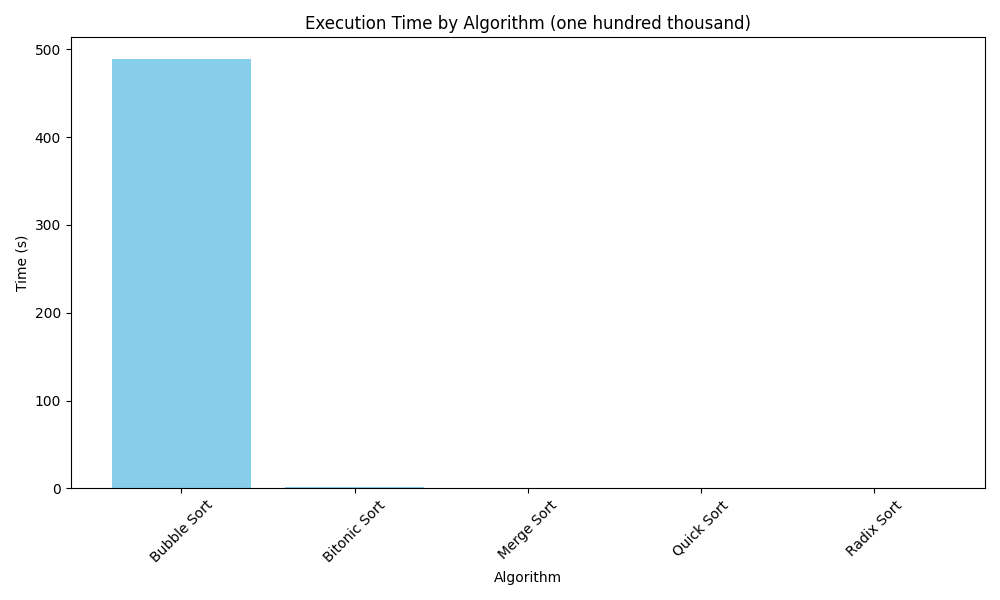 Execution Time by Algorithm (one hundred thousand)
500
400
300
200
100
0
Time (s)
Bubble Sort
Bitonic Sort
Merge Sort
Quick Sort
Radix Sort
Algorithm